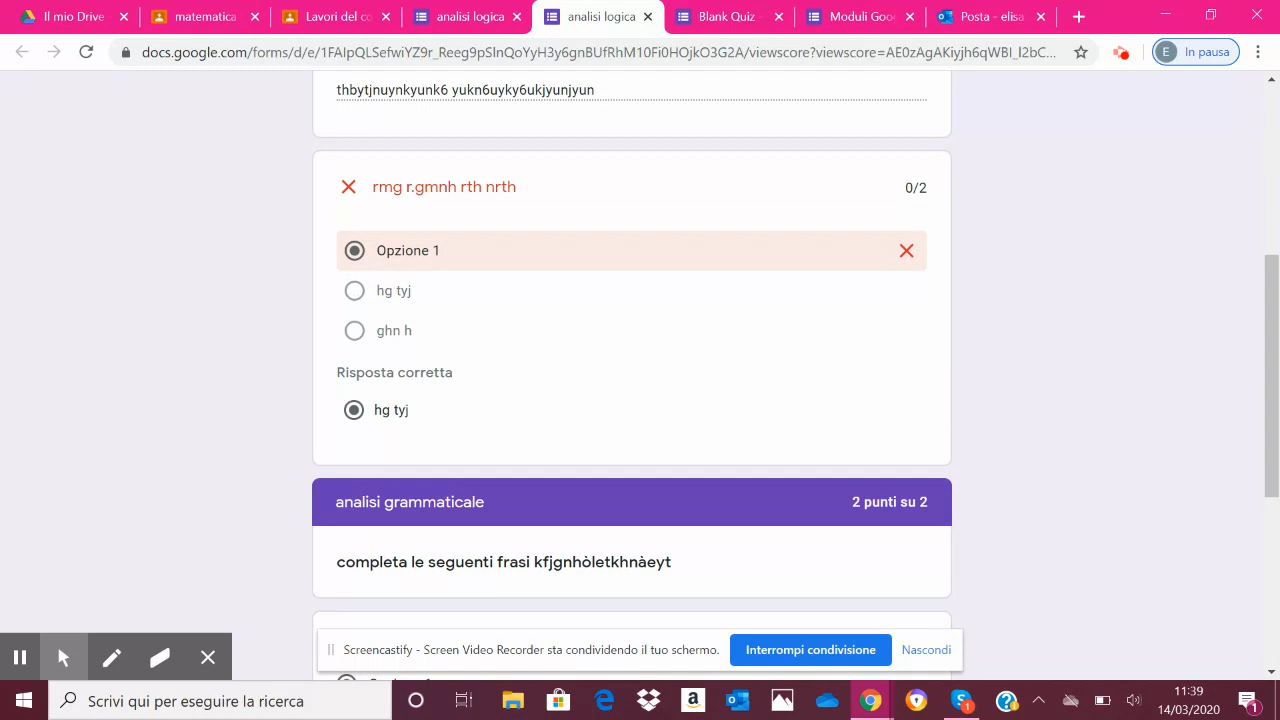 Il mio Drive
matematica
Lavori del co
analisi logica
analisi logica
Blank Quiz -
Moduli Goo
Posta - elisa
docs.google.com/forms/d/e/1FAIpQLSefwiYZ9r_ReeG5pSlnQoYyH3y6gnBUfRhM10Fi0HOjkO3G2A/viewscore?viewscore=AE0zAgAKiyjh6qWBI_l2bC...
E In pausa
thbytjnuynkyunk6 yukn6uyky6ukjyunjyun
rmg r.gmnh rth nrth 0/2
Opzione 1
hg tyj
ghn h
Risposta corretta
hg tyj
analisi grammaticale 2 punti su 2
completa le seguenti frasi kfjgnhòletkhnàeyt
Screencastify - Screen Video Recorder sta condividendo il tuo schermo. Interrompi condivisione Nascondi
Scrivi qui per eseguire la ricerca
11:39
14/03/2020